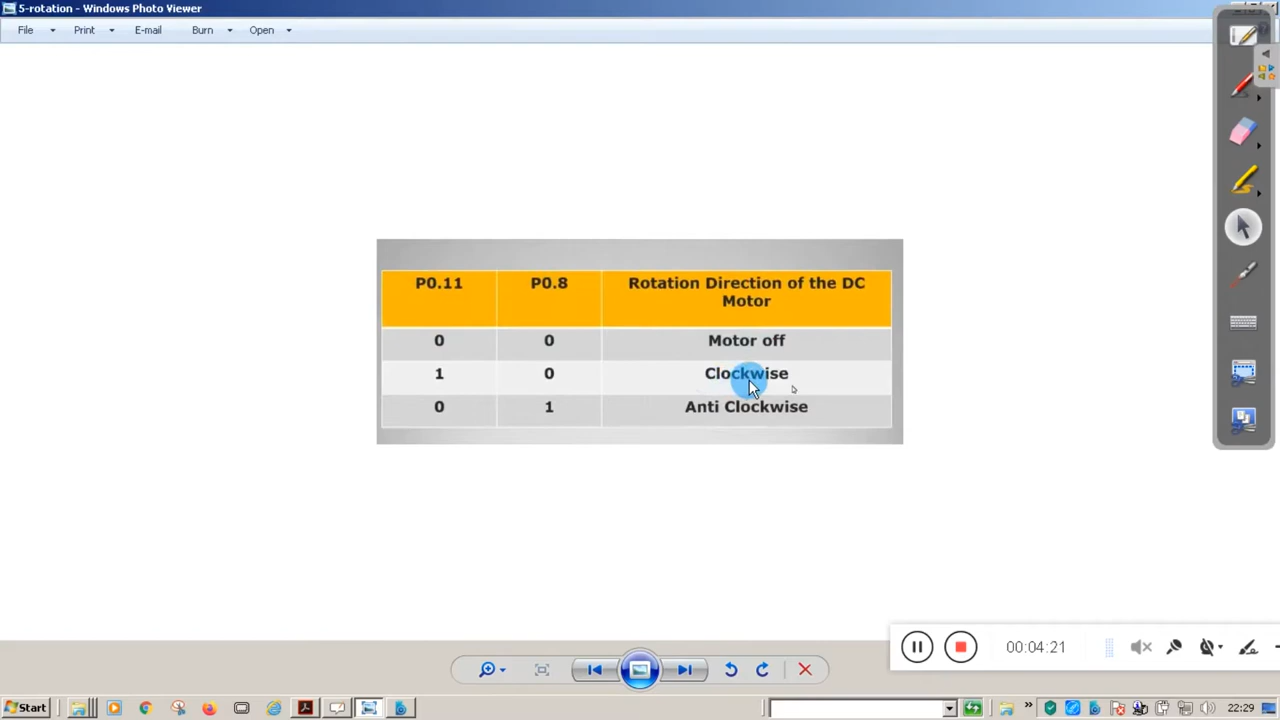 5-rotation - Windows Photo Viewer
File Print E-mail Burn Open
P0.11 P0.8 Rotation Direction of the DC
Motor
0 0 Motor off
1 0 Clockwise
0 1 Anti Clockwise
00:04:21
Start 22:29